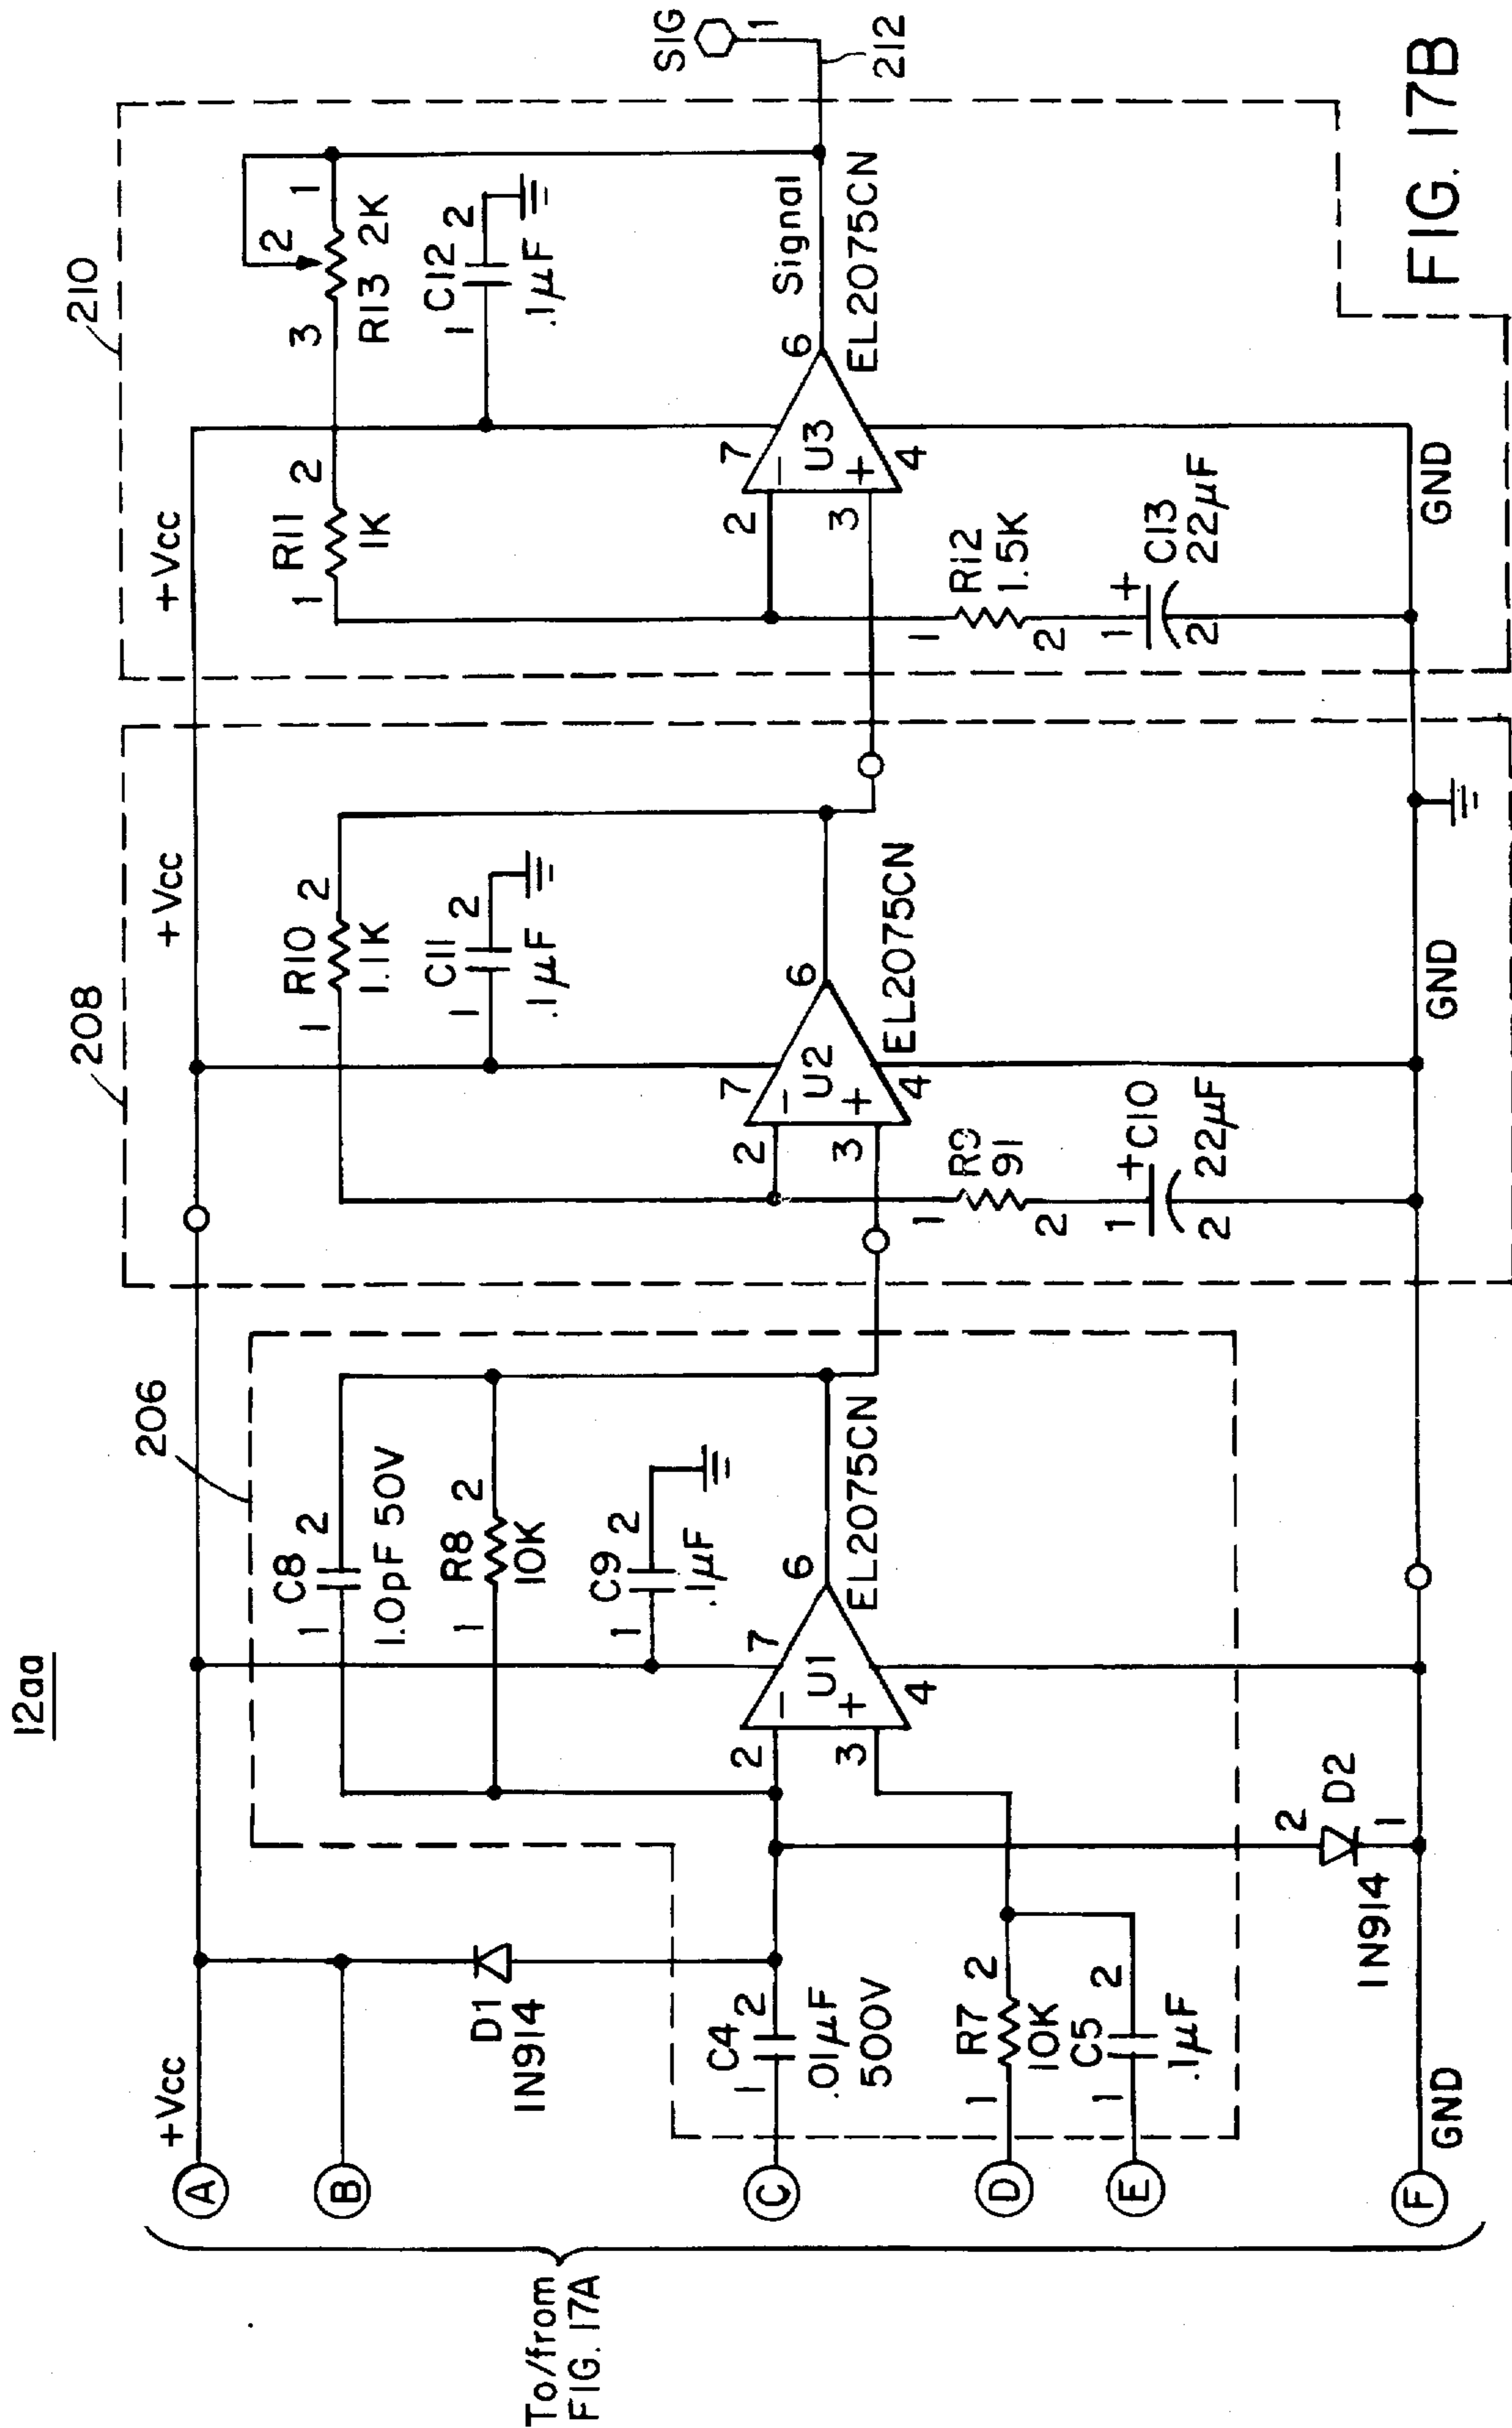 12aa
To/from
FIG. 17A
A
B
C
D
E
F
+Vcc
GND
D1
1N914
1
C4
2
.01µF
500V
1
R7
2
10K
1
C5
2
.1µF
2
D2
1
1N914
206
1
C8
2
1.0pF 50V
1
R8
2
10K
1
C9
2
.1µF
2
7
−
U1
+
3
4
6
EL2075CN
208
+Vcc
1
R10
2
1.1K
1
C11
2
.1µF
2
7
−
U2
+
3
4
6
EL2075CN
1
R9
91
2
1
+
C10
22µF
2
GND
210
+Vcc
1
R11
2
1K
3
2
1
R13 2K
1
C12
2
.1µF
2
7
−
U3
+
3
4
6
Signal
EL2075CN
1
R12
1.5K
2
1
+
C13
22µF
2
GND
SIG
1
212
FIG. 17B